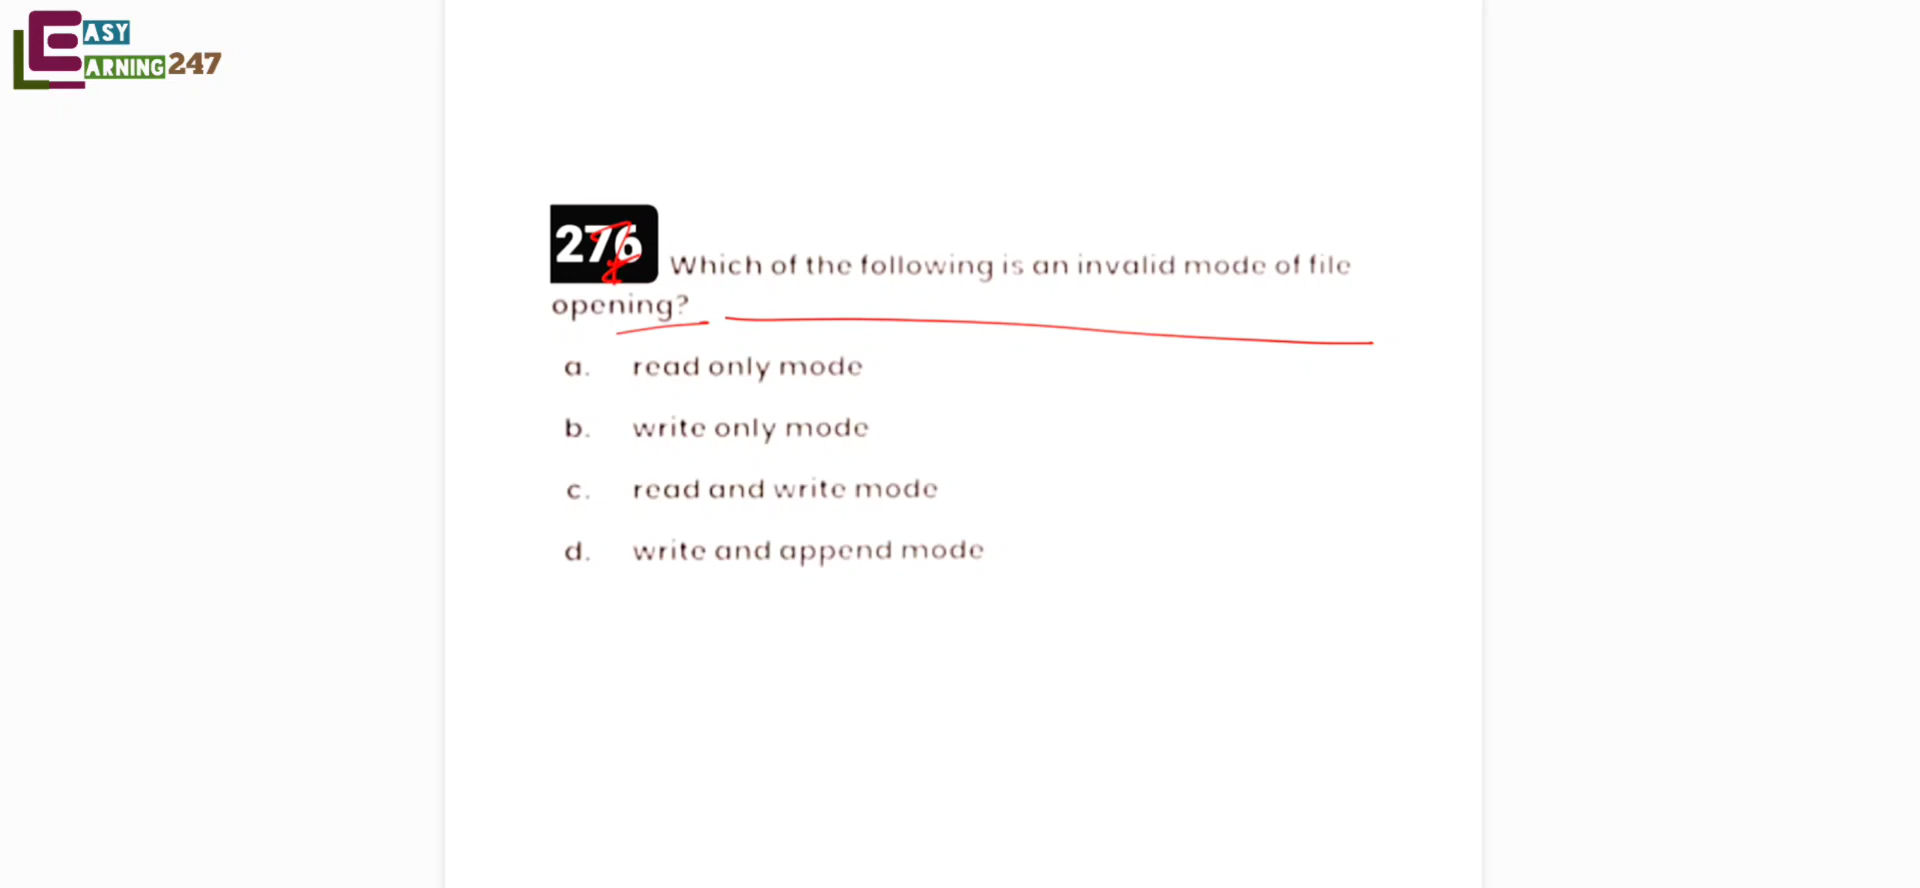 EASY
LEARNING247
276 Which of the following is an invalid mode of file
opening?
a. read only mode
b. write only mode
c. read and write mode
d. write and append mode